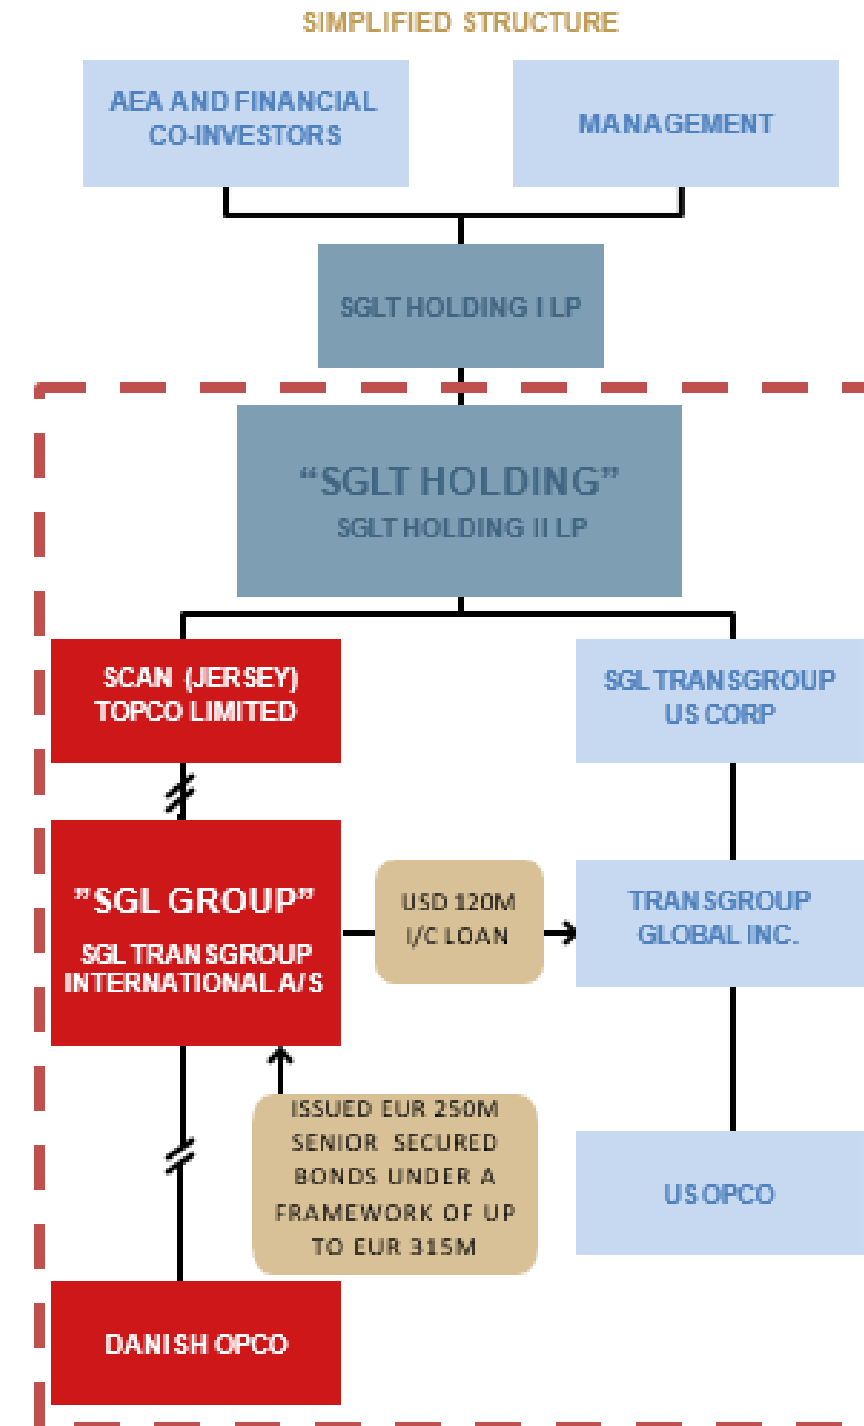 SIMPLIFIED STRUCTURE
AEA AND FINANCIAL
CO-INVESTORS
MANAGEMENT
SGLT HOLDING I LP
“SGLT HOLDING”
SGLT HOLDING II LP
SCAN (JERSEY)
TOPCO LIMITED
SGL TRANSGROUP
US CORP
”SGL GROUP”
SGL TRANSGROUP
INTERNATIONAL A/S
USD 120M
I/C LOAN
TRANSGROUP
GLOBAL INC.
ISSUED EUR 250M
SENIOR SECURED
BONDS UNDER A
FRAMEWORK OF UP
TO EUR 315M
US OPCO
DANISH OPCO